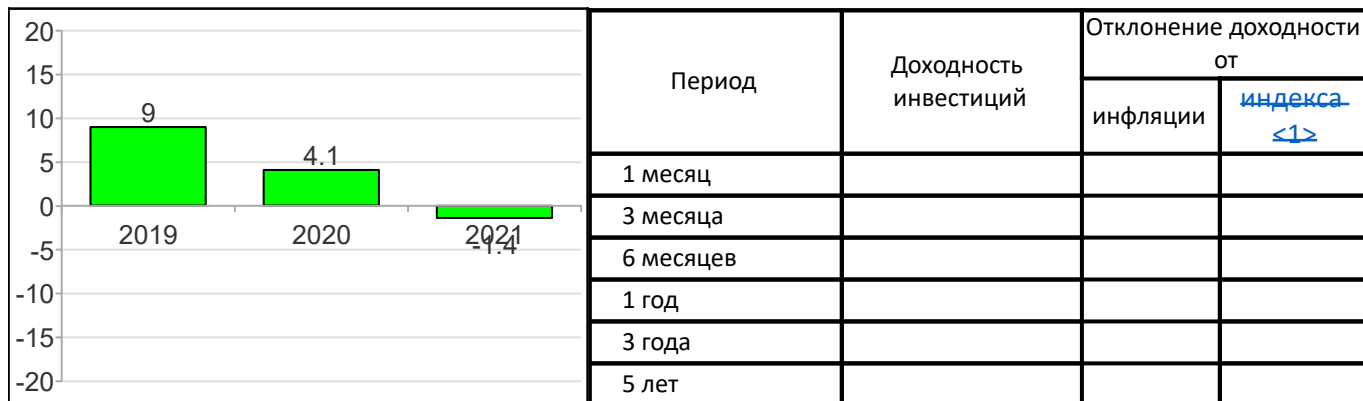 20
15
10
5
0
-5
-10
-15
-20
9
4.1
-1.4
2019
2020
2021
Период
Доходность
инвестиций
Отклонение доходности
от
инфляции
индекса
<1>
1 месяц
3 месяца
6 месяцев
1 год
3 года
5 лет